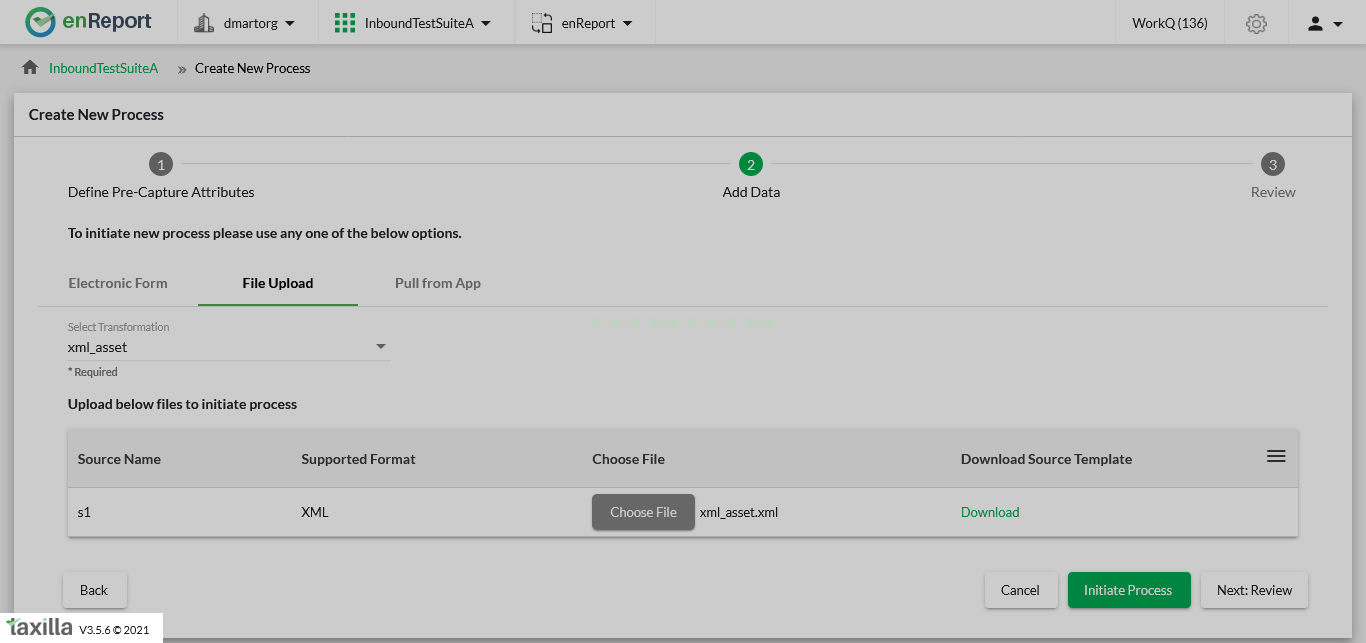 enReport dmartorg InboundTestSuiteA enReport WorkQ (136)
InboundTestSuiteA » Create New Process
Create New Process
1 2 3
Define Pre-Capture Attributes Add Data Review
To initiate new process please use any one of the below options.
Electronic Form File Upload Pull from App
Select Transformation
xml_asset
* Required
Upload below files to initiate process
Source Name Supported Format Choose File Download Source Template
s1 XML Choose File xml_asset.xml Download
Back Cancel Initiate Process Next: Review
taxilla V3.5.6 © 2021